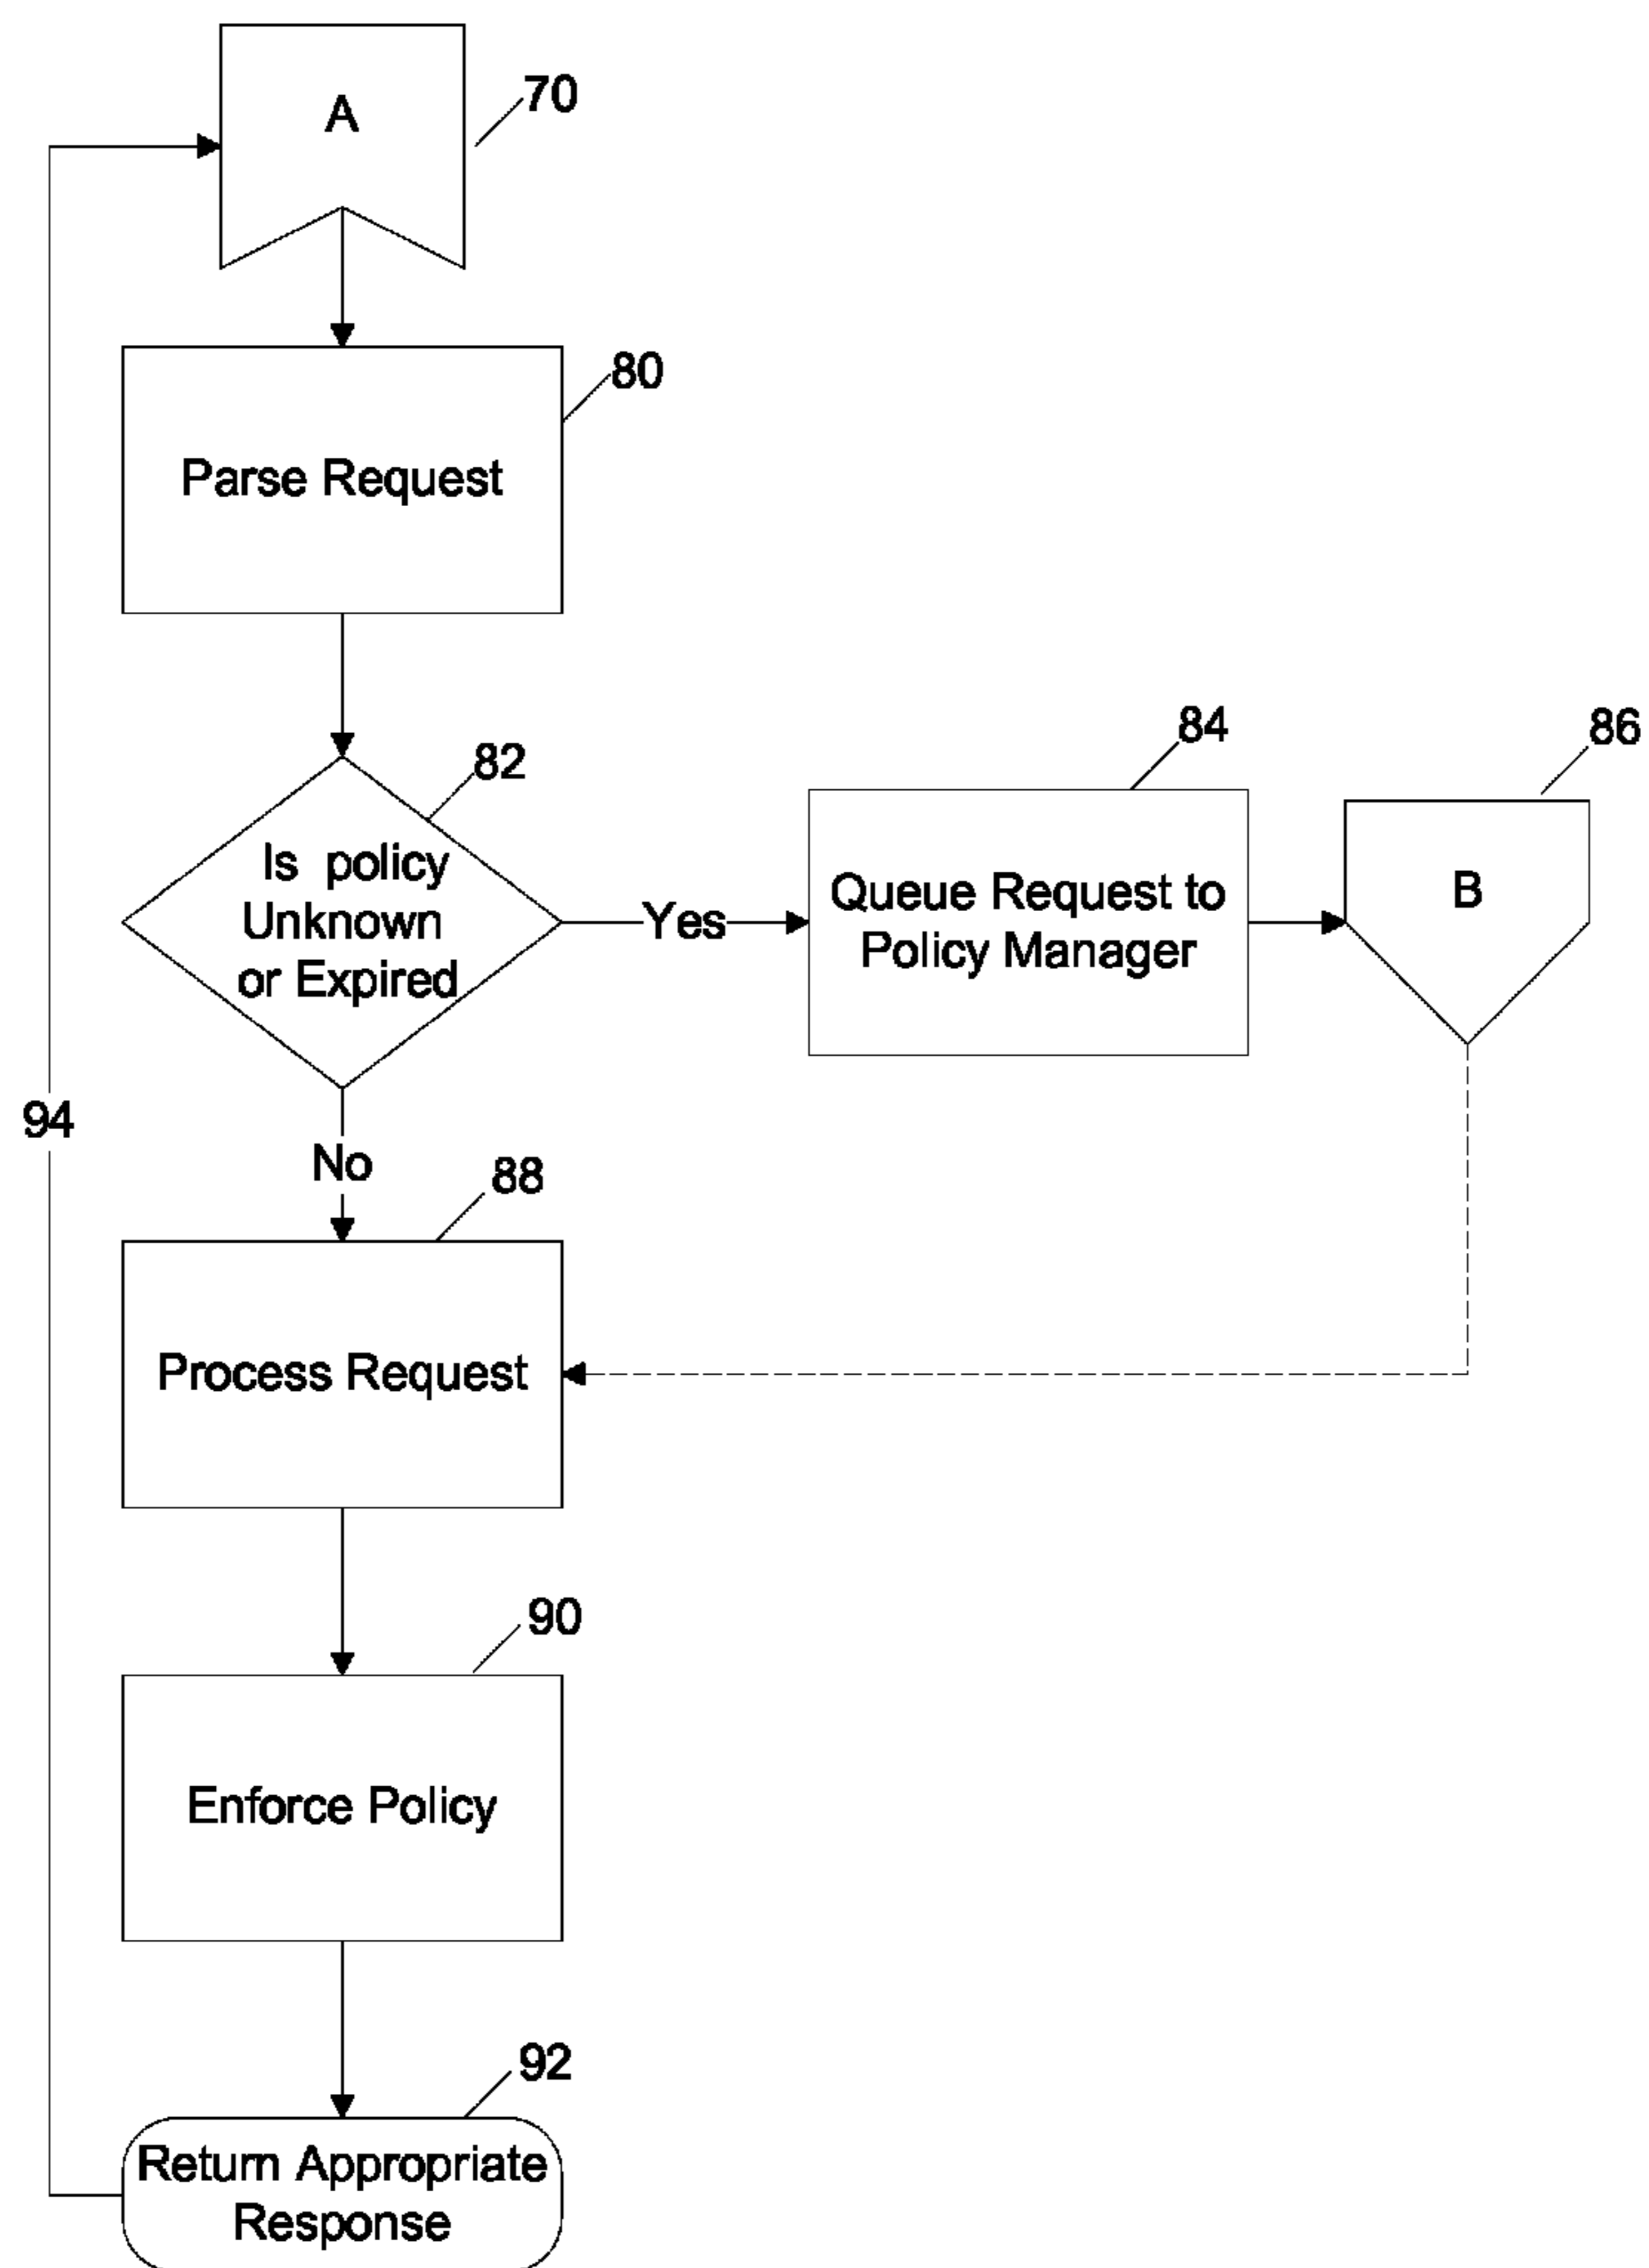 A
70
80
Parse Request
82
84
86
Is policy
Unknown
or Expired
Yes
Queue Request to
Policy Manager
B
94
No
88
Process Request
90
Enforce Policy
92
Return Appropriate
Response